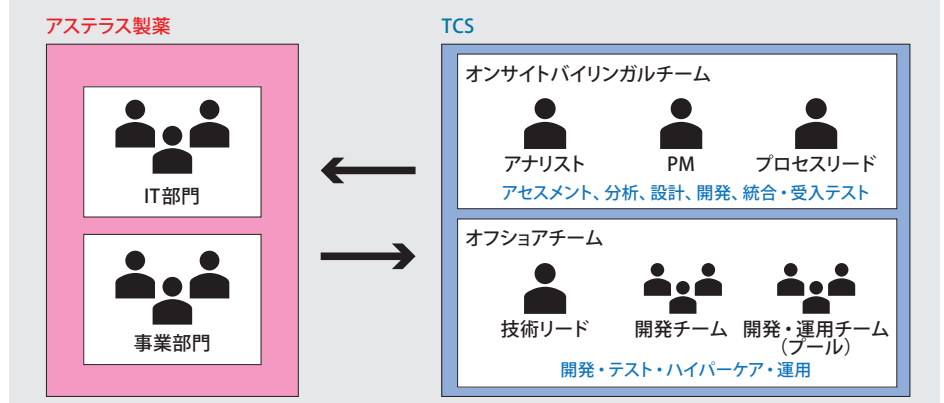 アステラス製薬
IT部門
事業部門
TCS
オンサイトバイリンガルチーム
アナリスト
PM
プロセスリード
アセスメント、分析、設計、開発、統合・受入テスト
オフショアチーム
技術リード
開発チーム
開発・運用チーム
(プール)
開発・テスト・ハイパーケア・運用